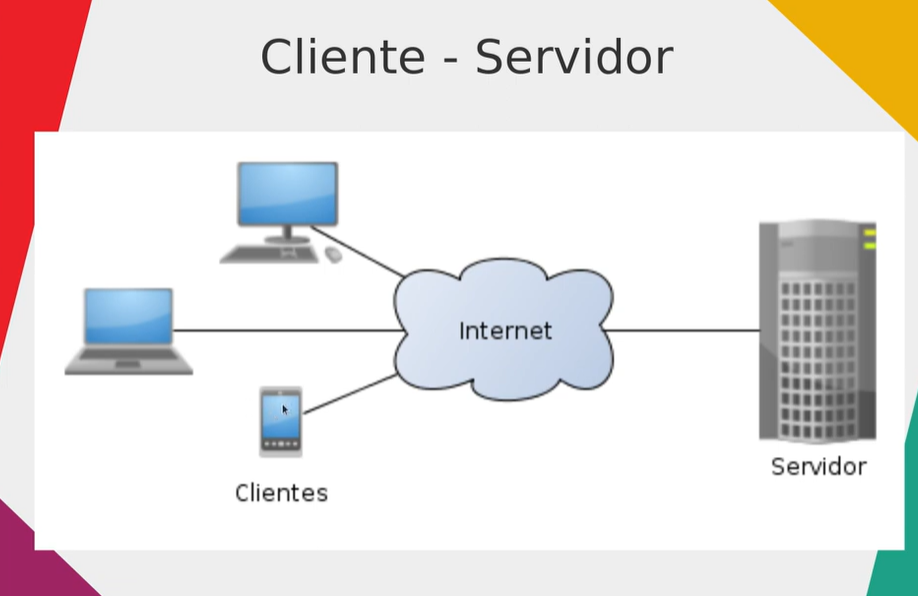 Cliente - Servidor
Internet
Servidor
Clientes